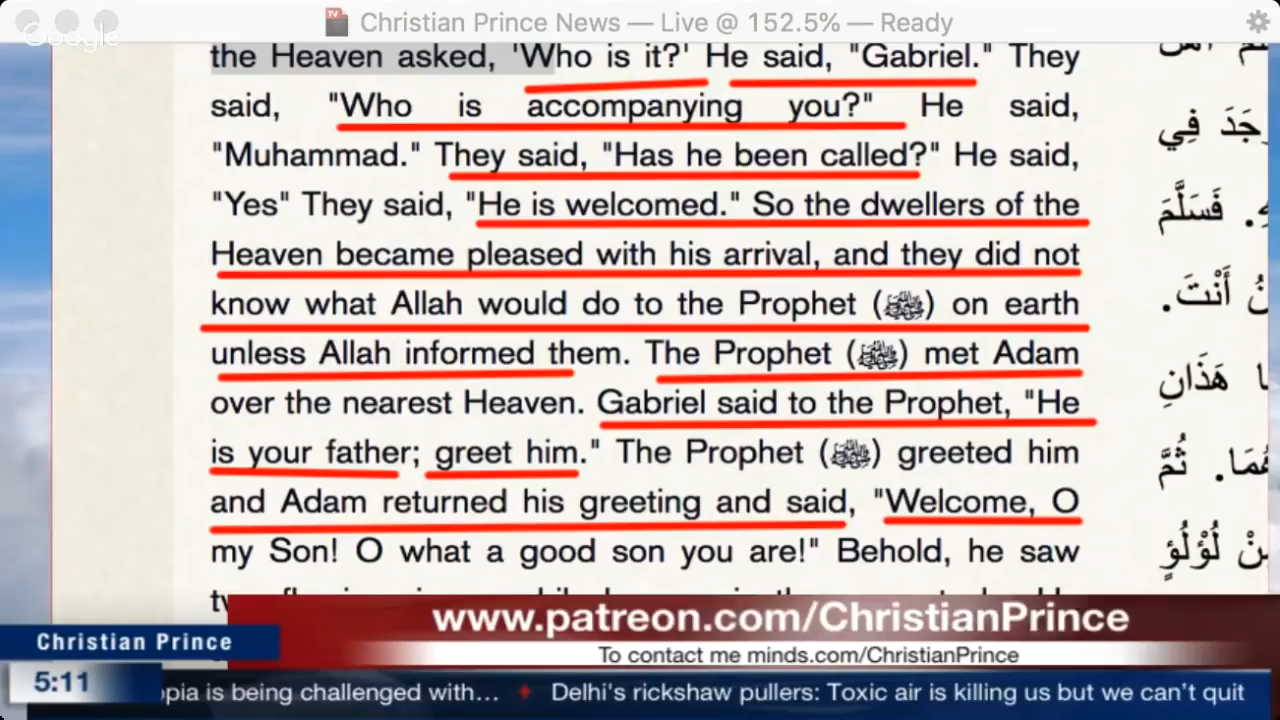 Christian Prince News — Live @ 152.5% — Ready
Google
the Heaven asked, 'Who is it?' He said, "Gabriel." They
said, "Who is accompanying you?" He said,
"Muhammad." They said, "Has he been called?" He said,
"Yes" They said, "He is welcomed." So the dwellers of the
Heaven became pleased with his arrival, and they did not
know what Allah would do to the Prophet (ﷺ) on earth
unless Allah informed them. The Prophet (ﷺ) met Adam
over the nearest Heaven. Gabriel said to the Prophet, "He
is your father; greet him." The Prophet (ﷺ) greeted him
and Adam returned his greeting and said, "Welcome, O
my Son! O what a good son you are!" Behold, he saw
فِي
فَسَلَّمَ
أَنْتَ.
هَذَانِ
ثُمَّ
لُؤْلُؤٍ
www.patreon.com/ChristianPrince
To contact me minds.com/ChristianPrince
Christian Prince
5:11
is being challenged with... Delhi's rickshaw pullers: Toxic air is killing us but we can't quit